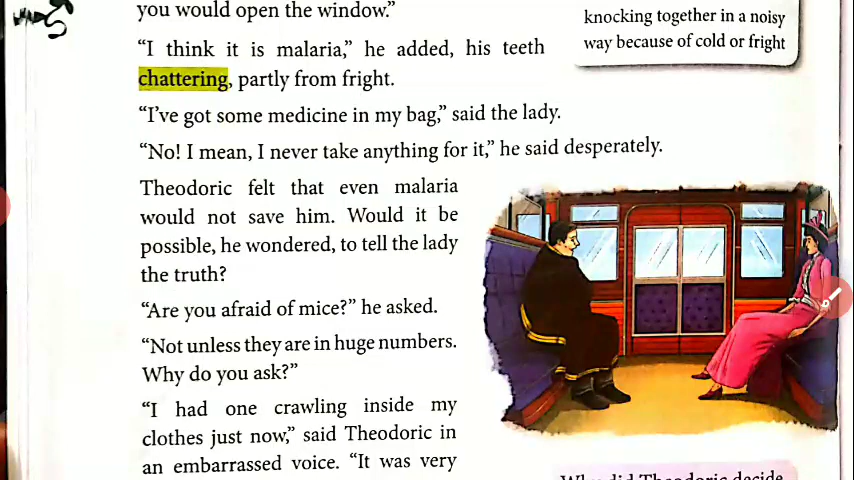 you would open the window.”
“I think it is malaria,” he added, his teeth
chattering, partly from fright.
“I’ve got some medicine in my bag,” said the lady.
“No! I mean, I never take anything for it,” he said desperately.
Theodoric felt that even malaria
would not save him. Would it be
possible, he wondered, to tell the lady
the truth?
“Are you afraid of mice?” he asked.
“Not unless they are in huge numbers.
Why do you ask?”
“I had one crawling inside my
clothes just now,” said Theodoric in
an embarrassed voice. “It was very
knocking together in a noisy
way because of cold or fright
Why did Theodoric decide